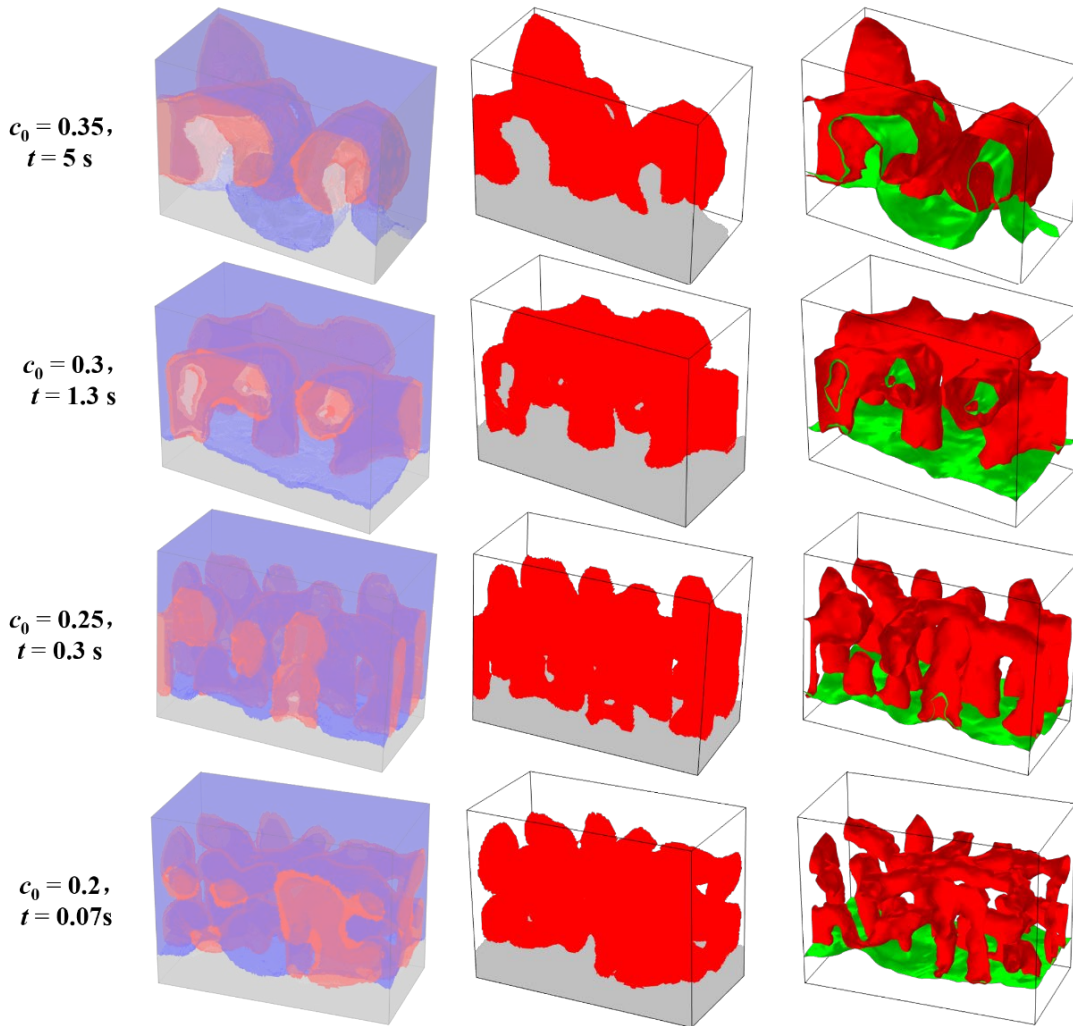 c₀ = 0.35,
t = 5 s
c₀ = 0.3,
t = 1.3 s
c₀ = 0.25,
t = 0.3 s
c₀ = 0.2,
t = 0.07s